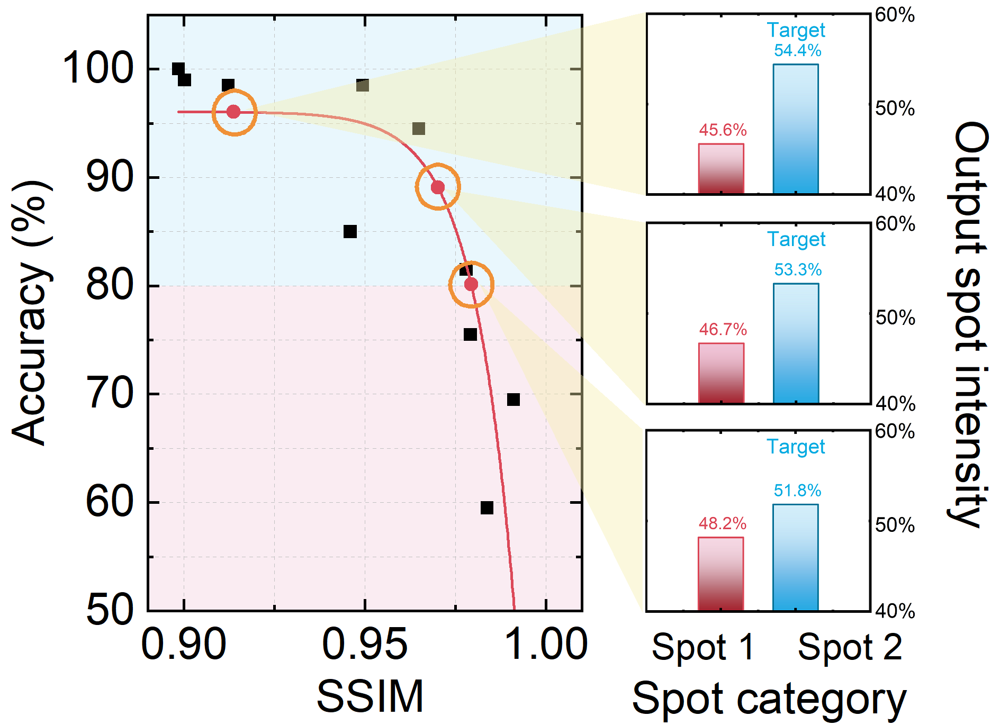 Accuracy (%)
100
90
80
70
60
50
0.90
0.95
1.00
SSIM
Target
54.4%
45.6%
60%
50%
40%
Target
53.3%
46.7%
60%
50%
40%
Target
51.8%
48.2%
60%
50%
40%
Spot 1
Spot 2
Spot category
Output spot intensity